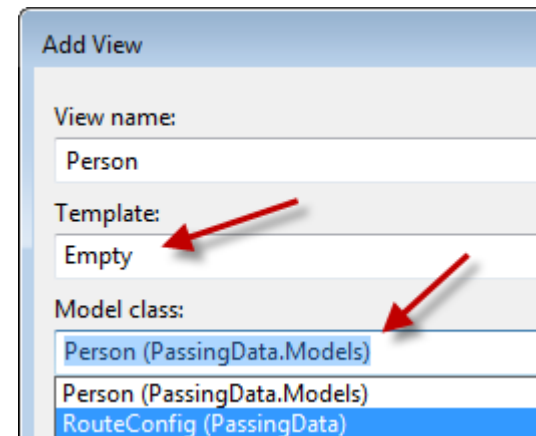 Add View
View name:
Person
Template:
Empty
Model class:
Person (PassingData.Models)
Person (PassingData.Models)
RouteConfig (PassingData)